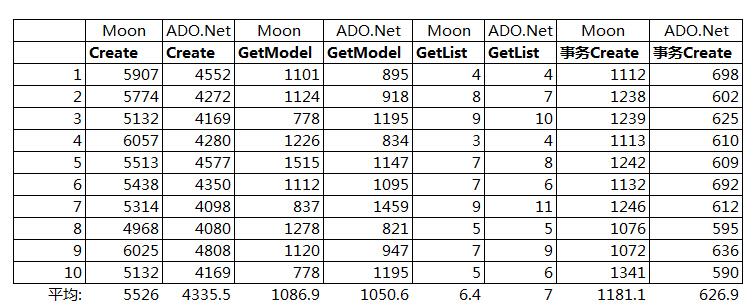 Moon ADO.Net Moon ADO.Net Moon ADO.Net Moon ADO.Net
Create Create GetModel GetModel GetList GetList 事务Create 事务Create
1 5907 4552 1101 895 4 4 1112 698
2 5774 4272 1124 918 8 7 1238 602
3 5132 4169 778 1195 9 10 1239 625
4 6057 4280 1226 834 3 4 1113 610
5 5513 4577 1515 1147 7 8 1242 609
6 5438 4350 1112 1095 7 6 1132 692
7 5314 4098 837 1459 9 11 1246 612
8 4968 4080 1278 821 5 5 1076 595
9 6025 4808 1120 947 7 9 1072 636
10 5132 4169 778 1195 5 6 1341 590
平均: 5526 4335.5 1086.9 1050.6 6.4 7 1181.1 626.9